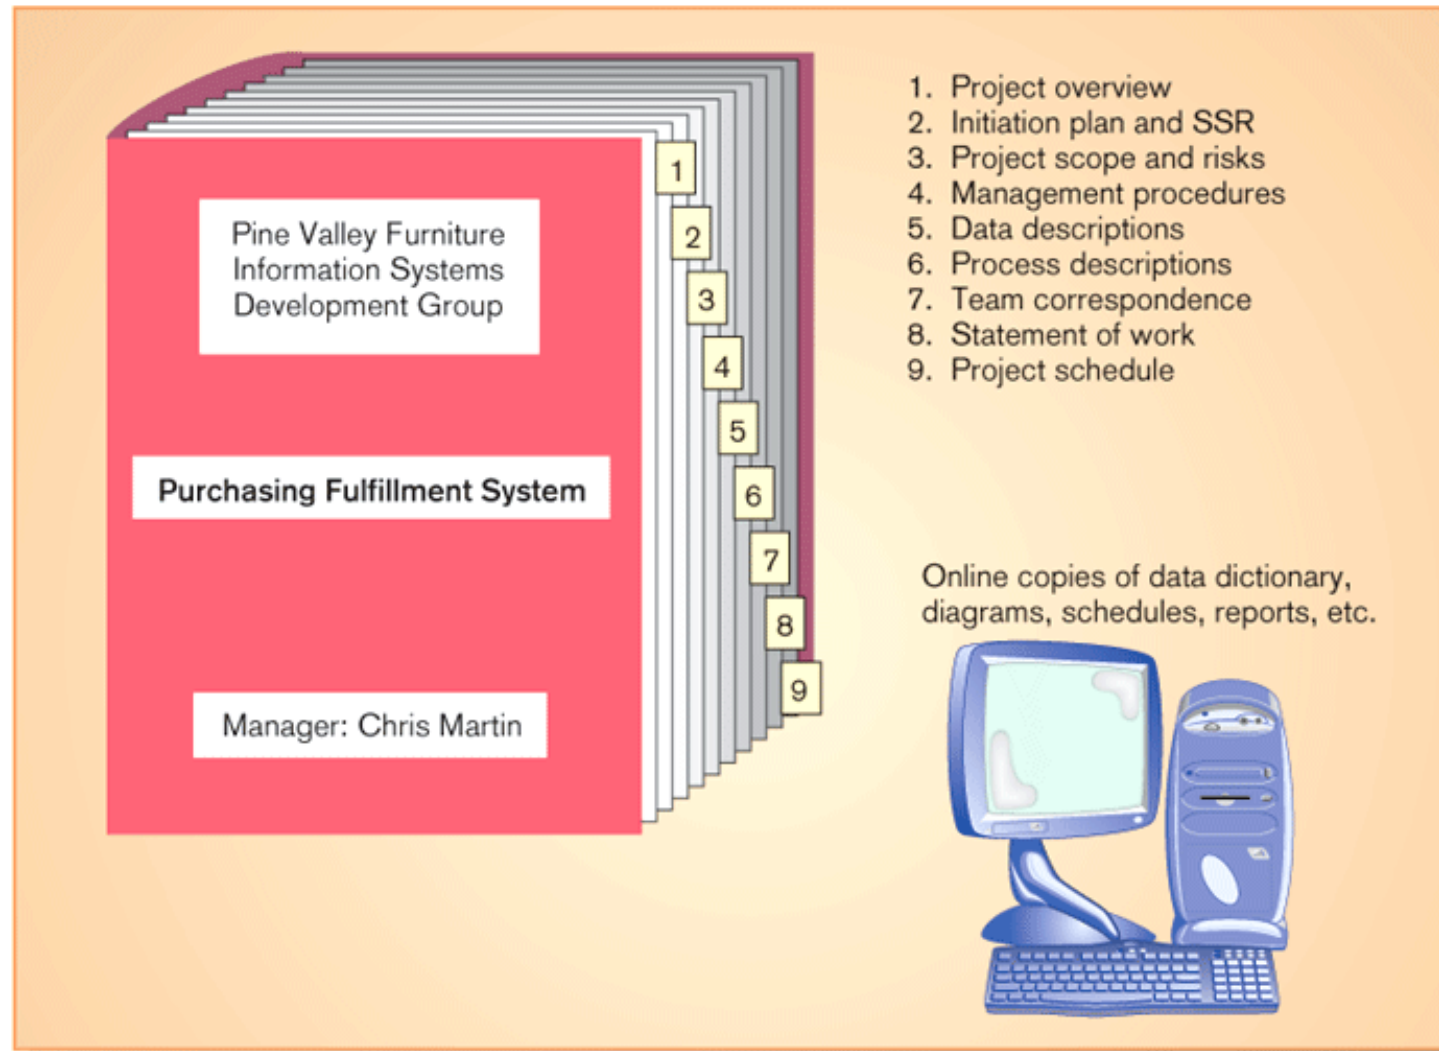 Pine Valley Furniture
Information Systems
Development Group
Purchasing Fulfillment System
Manager: Chris Martin
1
2
3
4
5
6
7
8
9
1. Project overview
2. Initiation plan and SSR
3. Project scope and risks
4. Management procedures
5. Data descriptions
6. Process descriptions
7. Team correspondence
8. Statement of work
9. Project schedule
Online copies of data dictionary,
diagrams, schedules, reports, etc.